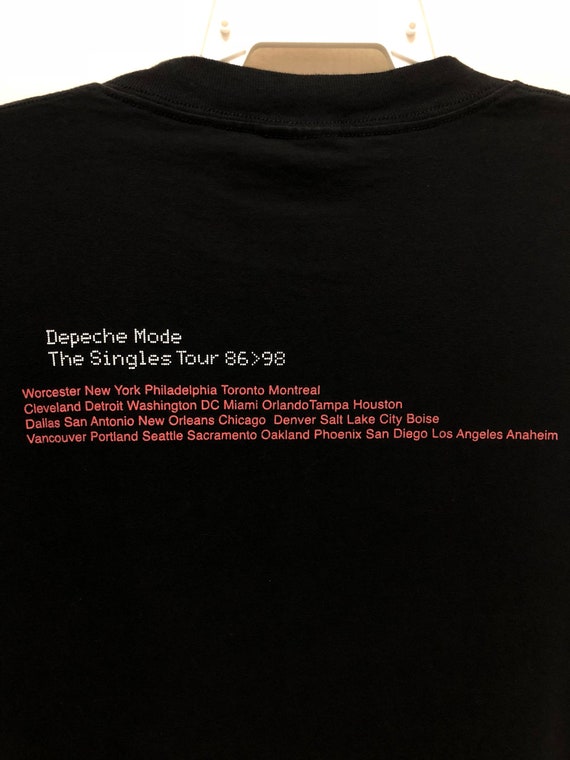 Depeche Mode
The Singles Tour 86>98
Worcester New York Philadelphia Toronto Montreal
Cleveland Detroit Washington DC Miami OrlandoTampa Houston
Dallas San Antonio New Orleans Chicago  Denver Salt Lake City Boise
Vancouver Portland Seattle Sacramento Oakland Phoenix San Diego Los Angeles Anaheim